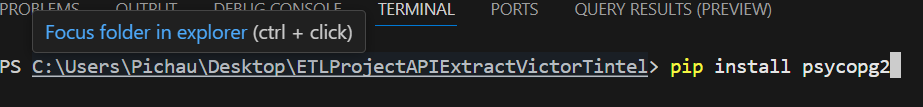 PROBLEMS OUTPUT DEBUG CONSOLE TERMINAL PORTS QUERY RESULTS (PREVIEW)
Focus folder in explorer (ctrl + click)
PS C:\Users\Pichau\Desktop\ETLProjectAPIExtractVictorTintel> pip install psycopg2